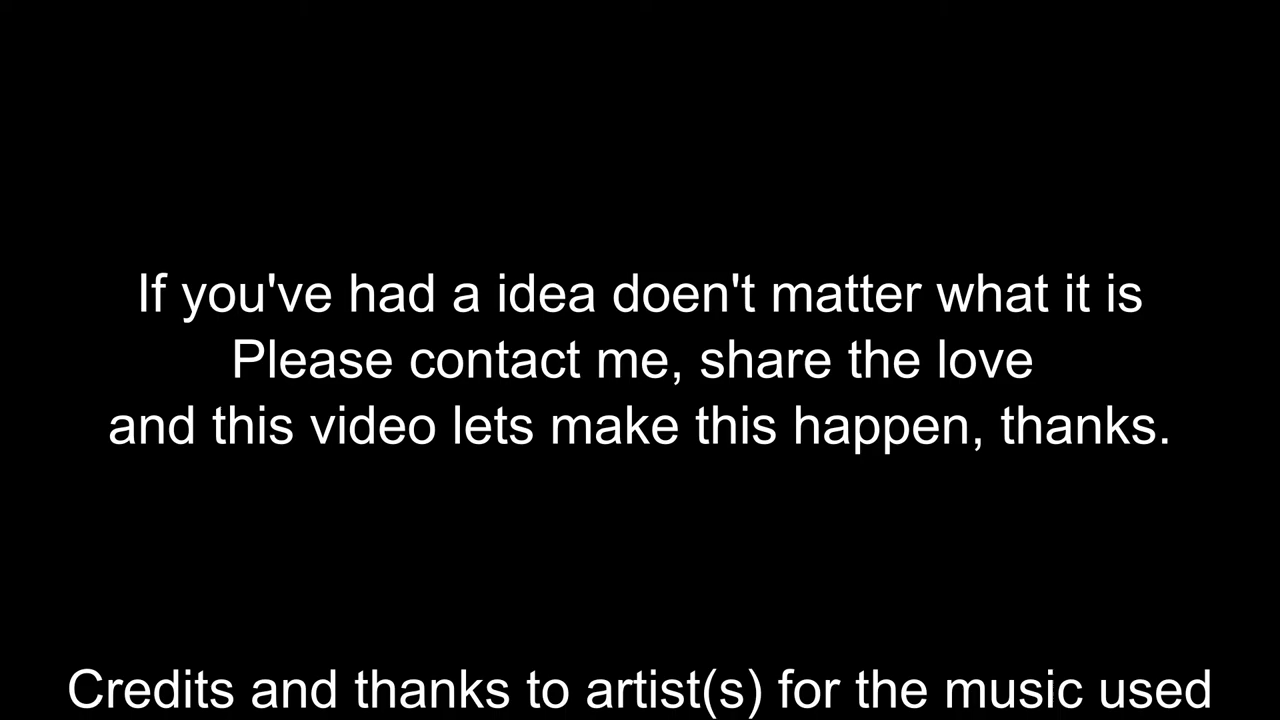 If you've had a idea doen't matter what it is
Please contact me, share the love
and this video lets make this happen, thanks.
Credits and thanks to artist(s) for the music used